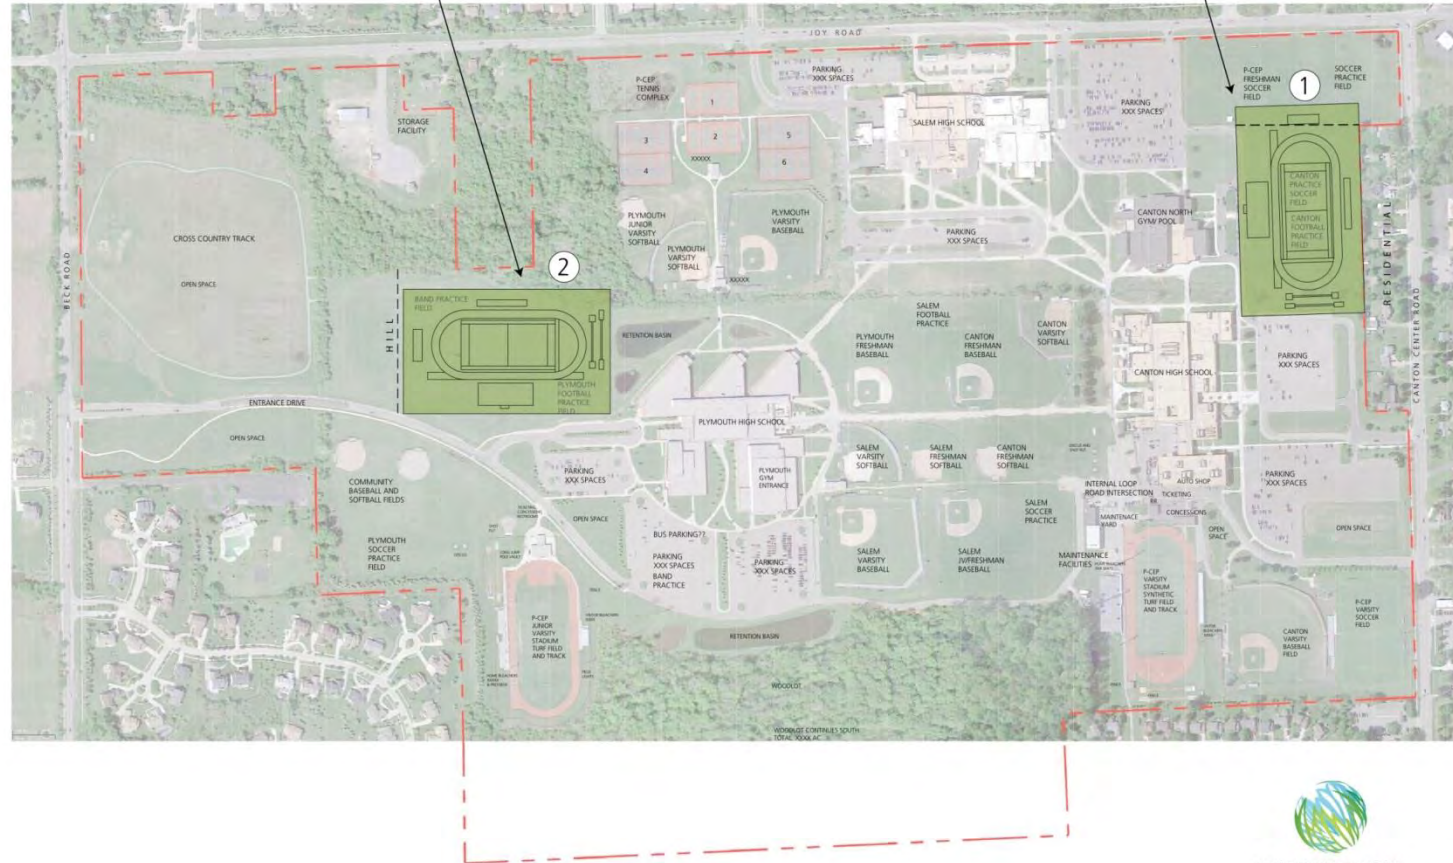 JOY ROAD
P-CEP
TENNIS
COMPLEX
PARKING
XXX SPACES
P-CEP
FRESHMAN
SOCCER
FIELD
SOCCER
PRACTICE
FIELD
1
STORAGE
FACILITY
1
2
3
4
5
6
XXXXX
SALEM HIGH SCHOOL
PARKING
XXX SPACES
CANTON
PRACTICE
SOCCER
FIELD
CANTON
FOOTBALL
PRACTICE
FIELD
RESIDENTIAL
CROSS COUNTRY TRACK
OPEN SPACE
BECK ROAD
PLYMOUTH
JUNIOR
VARSITY
SOFTBALL
PLYMOUTH
VARSITY
SOFTBALL
PLYMOUTH
VARSITY
BASEBALL
XXXXX
PARKING
XXX SPACES
CANTON NORTH
GYM/ POOL
2
HILL
BAND PRACTICE
FIELD
PLYMOUTH
FOOTBALL
PRACTICE
FIELD
RETENTION BASIN
SALEM
FOOTBALL
PRACTICE
PLYMOUTH
FRESHMAN
BASEBALL
CANTON
FRESHMAN
BASEBALL
CANTON
VARSITY
SOFTBALL
CANTON HIGH SCHOOL
PARKING
XXX SPACES
CANTON CENTER ROAD
ENTRANCE DRIVE
OPEN SPACE
PLYMOUTH HIGH SCHOOL
COMMUNITY
BASEBALL AND
SOFTBALL FIELDS
PARKING
XXX SPACES
PLYMOUTH
GYM
ENTRANCE
SALEM
VARSITY
SOFTBALL
SALEM
FRESHMAN
SOFTBALL
CANTON
FRESHMAN
SOFTBALL
AUTO SHOP
INTERNAL LOOP
ROAD INTERSECTION
TICKETING
CONCESSIONS
PARKING
XXX SPACES
OPEN SPACE
PLYMOUTH
SOCCER
PRACTICE
FIELD
OPEN SPACE
BUS PARKING??
PARKING
XXX SPACES
BAND
PRACTICE
PARKING
XXX SPACES
SALEM
VARSITY
BASEBALL
SALEM
JV/FRESHMAN
BASEBALL
SALEM
SOCCER
PRACTICE
MAINTENACE
YARD
MAINTENANCE
FACILITIES
OPEN
SPACE
P-CEP
JUNIOR
VARSITY
STADIUM
TURF FIELD
AND TRACK
P-CEP
VARSITY
STADIUM
SYNTHETIC
TURF FIELD
AND TRACK
CANTON
VARSITY
BASEBALL
FIELD
P-CEP
VARSITY
SOCCER
FIELD
RETENTION BASIN
WOODLOT
WOODLOT CONTINUES SOUTH
TOTAL XXXX AC